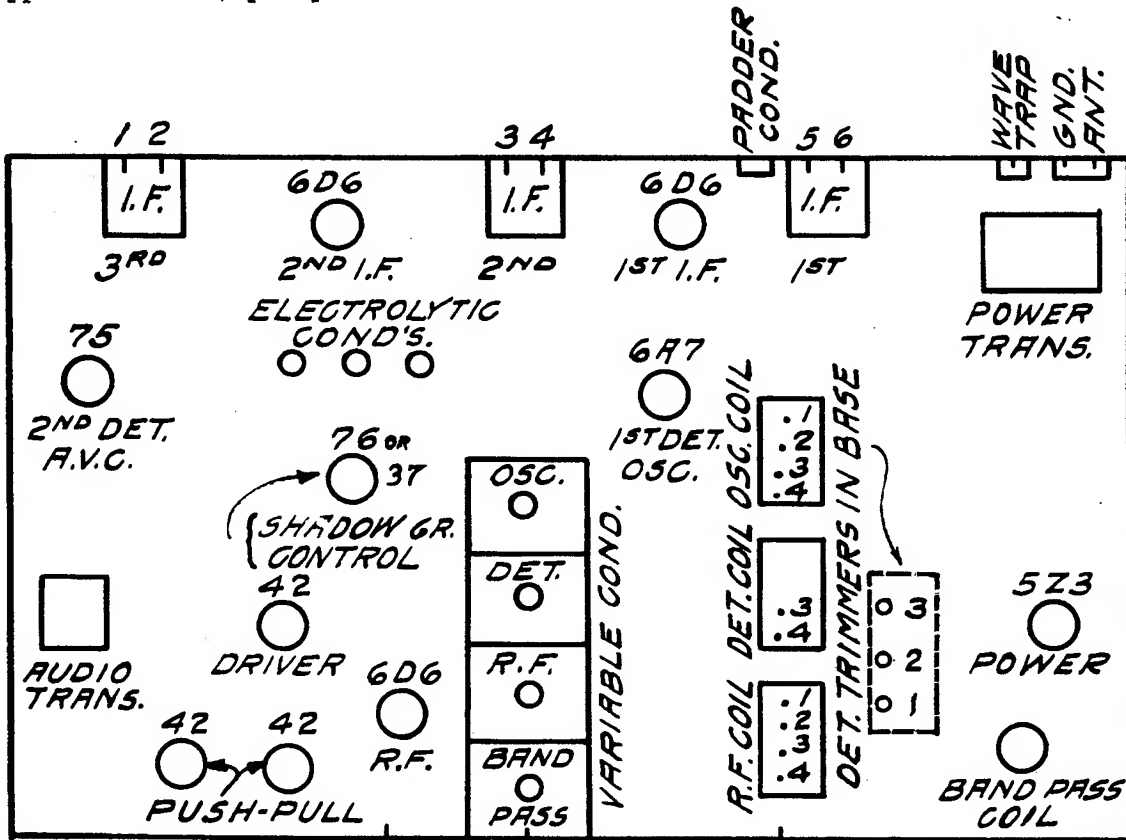 PADDER
COND.
WAVE
TRAP
GND.
ANT.
1 2
3 4
5 6
I.F.
6D6
I.F.
6D6
I.F.
3RD
2ND I.F.
2ND
1ST I.F.
1ST
ELECTROLYTIC
COND'S.
POWER
TRANS.
75
2ND DET.
A.V.C.
6A7
1ST DET.
OSC.
76 OR
37
SHADOW GR.
CONTROL
OSC.
DET.
R.F.
BAND
PASS
VARIABLE COND.
OSC. COIL
.1
.2
.3
.4
DET. COIL
.3
.4
R.F. COIL
.1
.2
.3
.4
DET. TRIMMERS IN BASE
3
2
1
5Z3
POWER
BAND PASS
COIL
AUDIO
TRANS.
42
DRIVER
6D6
R.F.
42 42
PUSH-PULL